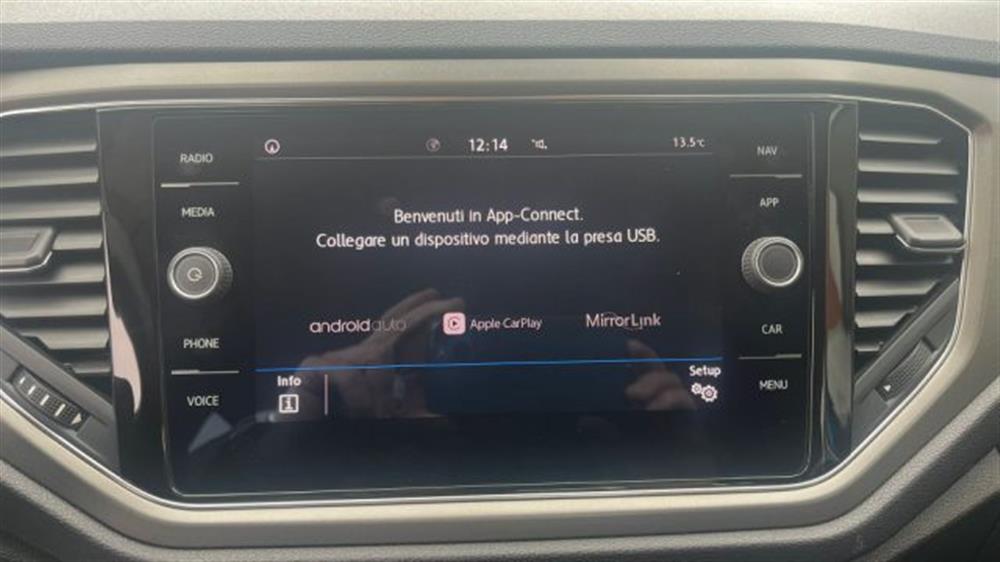 12:14
13.5°C
RADIO
MEDIA
PHONE
VOICE
Benvenuti in App-Connect.
Collegare un dispositivo mediante la presa USB.
androidauto
Apple CarPlay
MirrorLink
Info
i
Setup
NAV
APP
CAR
MENU